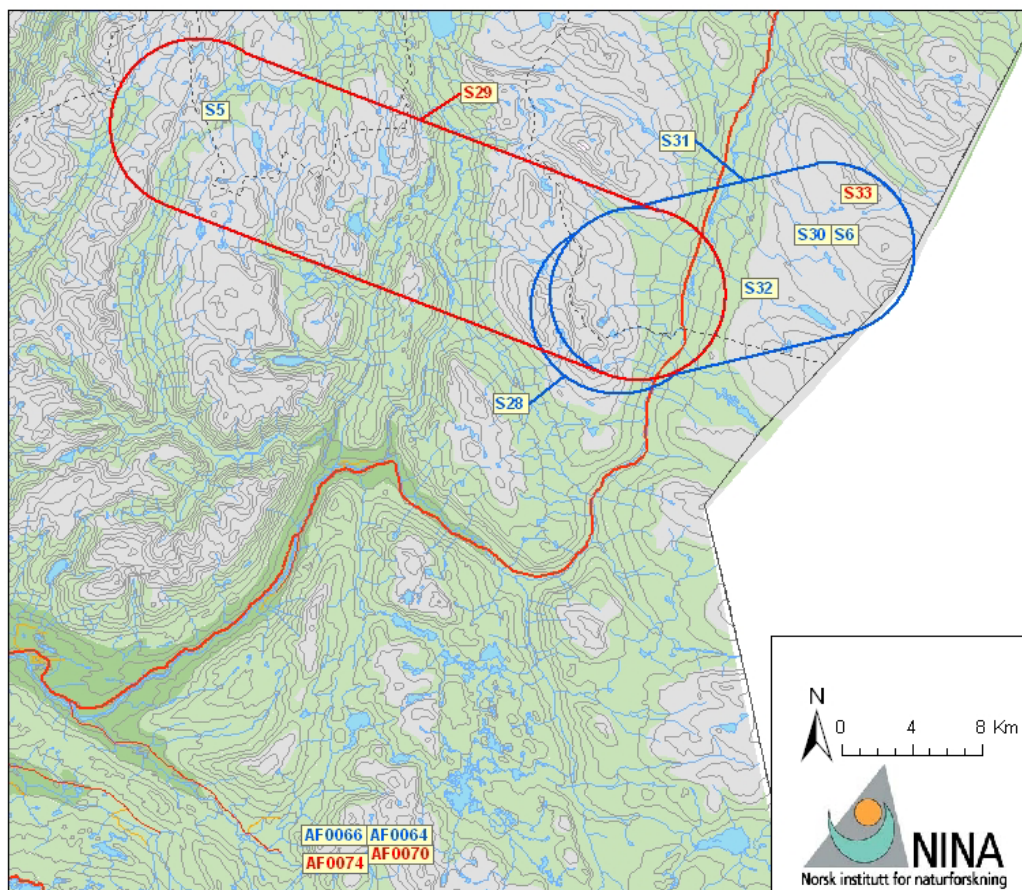 S29
S5
S31
S33
S30 S6
S32
S28
N
0 4 8 Km
AF0066 AF0064
AF0074 AF0070
NINA
Norsk institutt for naturforskning